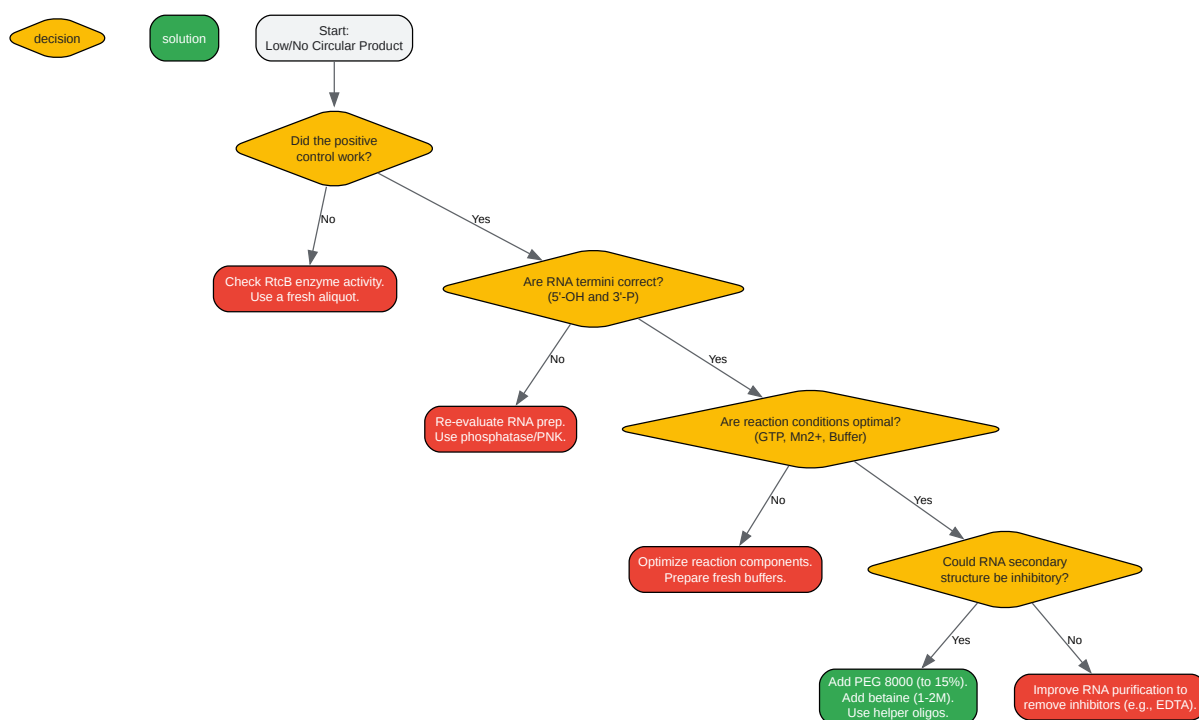 decision
solution
Start:
Low/No Circular Product
Did the positive
control work?
No
Yes
Check RtcB enzyme activity.
Use a fresh aliquot.
Are RNA termini correct?
(5'-OH and 3'-P)
No
Yes
Re-evaluate RNA prep.
Use phosphatase/PNK.
Are reaction conditions optimal?
(GTP, Mn2+, Buffer)
No
Yes
Optimize reaction components.
Prepare fresh buffers.
Could RNA secondary
structure be inhibitory?
Yes
No
Add PEG 8000 (to 15%).
Add betaine (1-2M).
Use helper oligos.
Improve RNA purification to
remove inhibitors (e.g., EDTA).